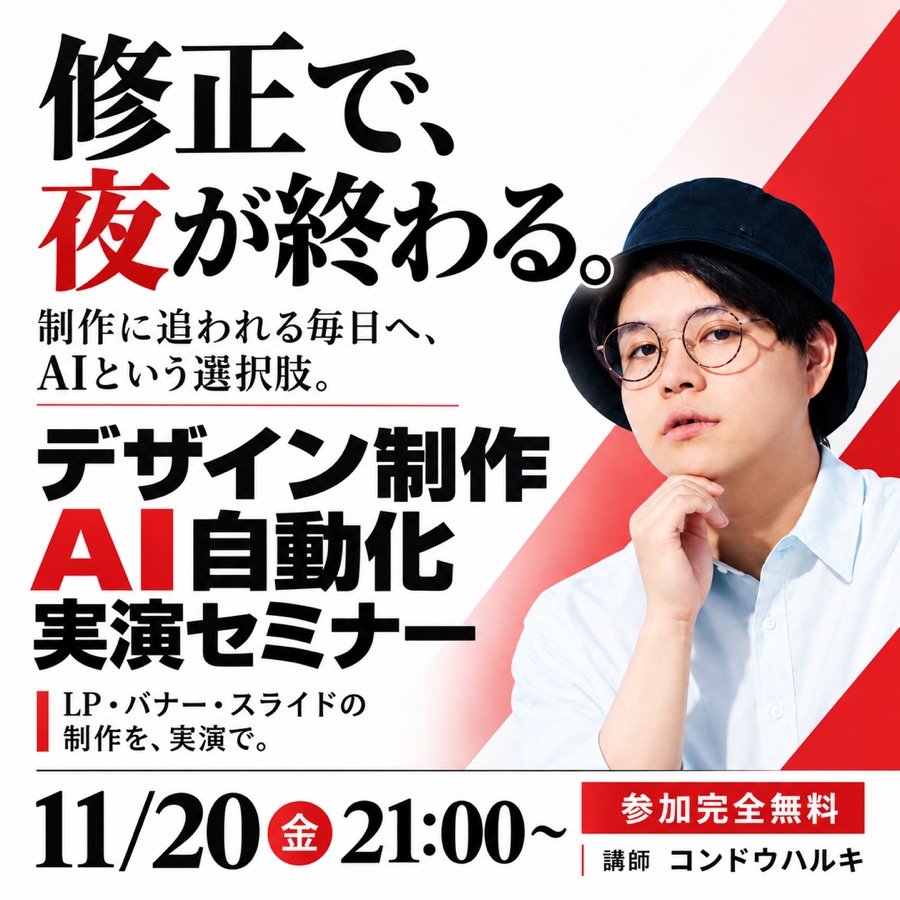 修正で、
夜が終わる。
制作に追われる毎日へ、
AIという選択肢。
デザイン制作
AI自動化
実演セミナー
LP・バナー・スライドの
制作を、実演で。
11/20 金 21:00~
参加完全無料
講師 コンドウハルキ